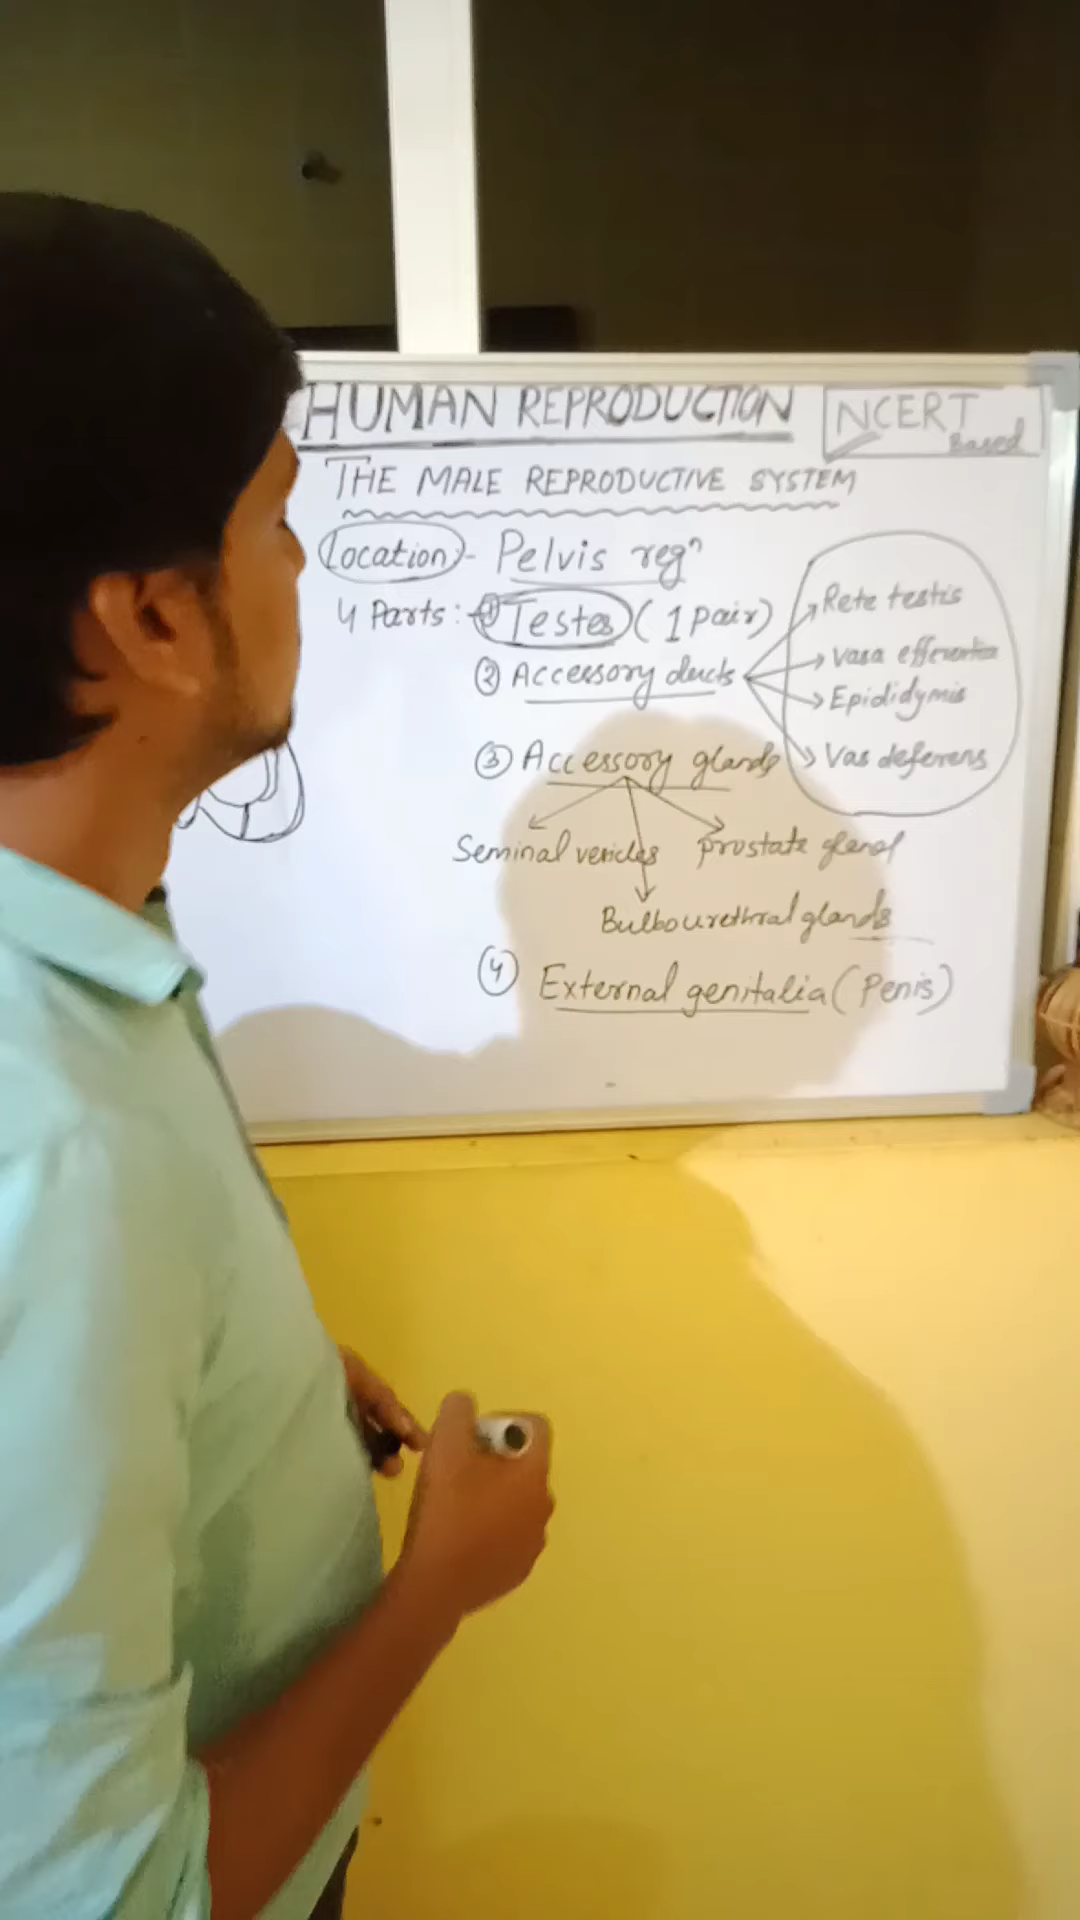 HUMAN REPRODUCTION
NCERT
Based
THE MALE REPRODUCTIVE SYSTEM
Location :- Pelvis regⁿ
4 Parts :- ① Testes (1 pair)
② Accessory ducts
Rete testis
vasa efferentia
Epididymis
Vas deferens
③ Accessory glands
Seminal vesicles
prostate gland
Bulbourethral glands
④ External genitalia (Penis)